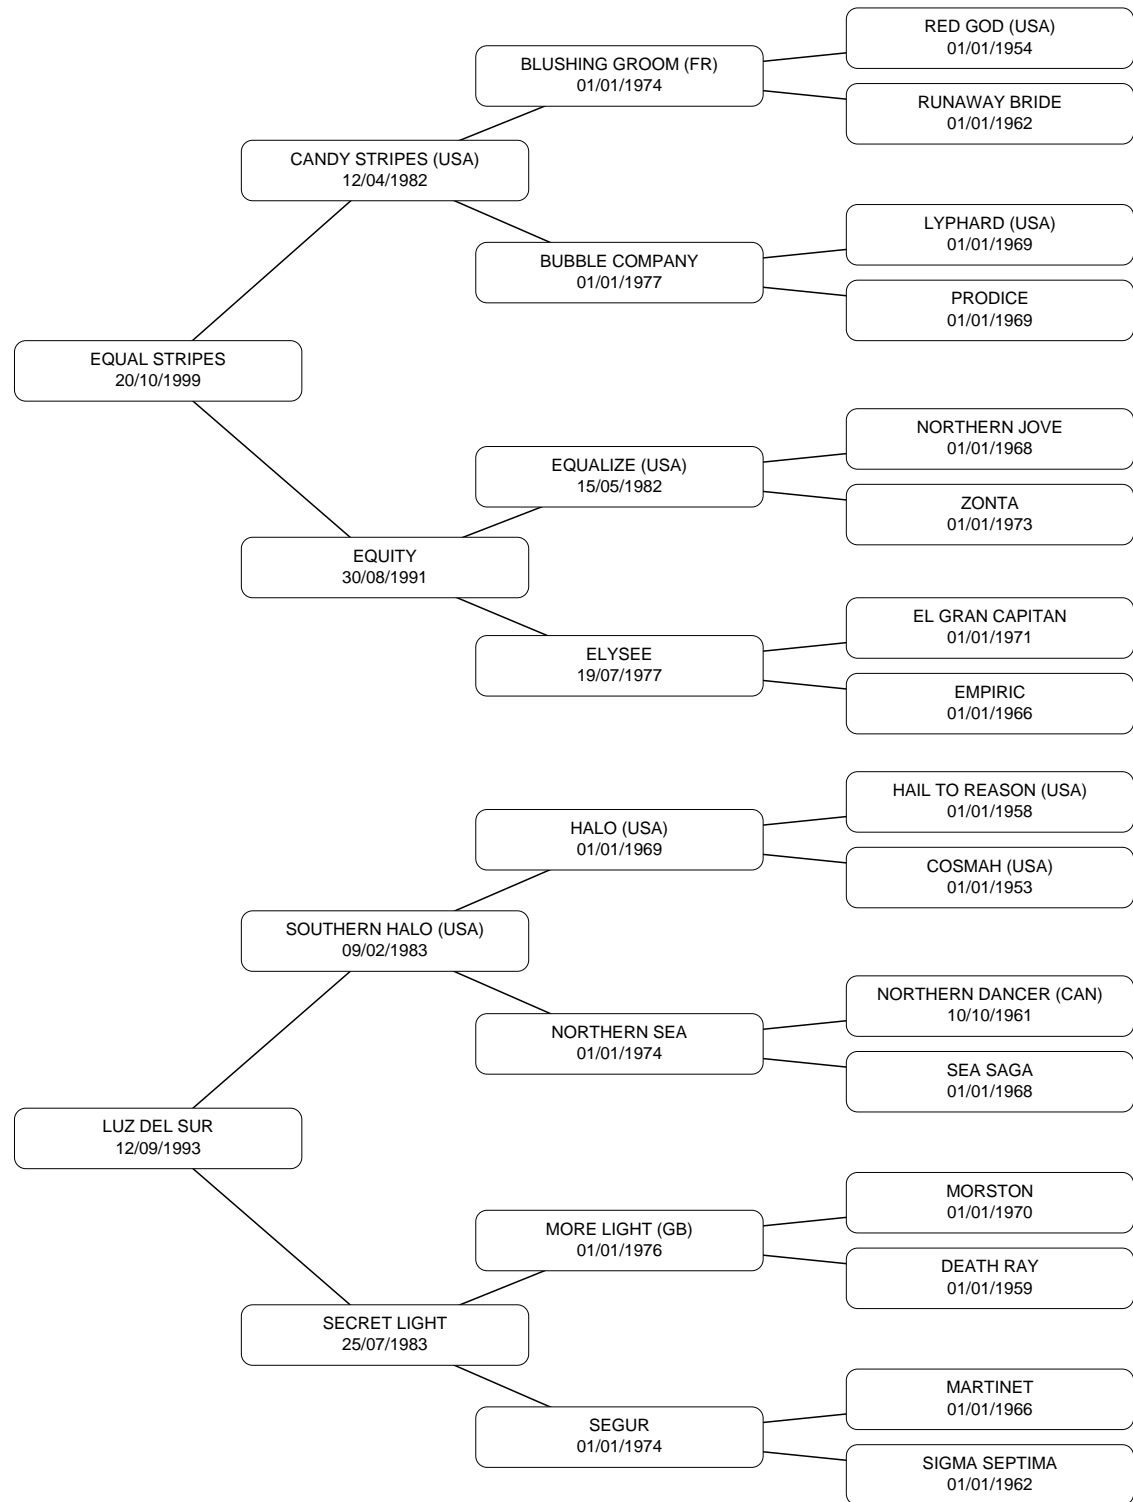 RED GOD (USA)
01/01/1954
BLUSHING GROOM (FR)
01/01/1974
RUNAWAY BRIDE
01/01/1962
CANDY STRIPES (USA)
12/04/1982
LYPHARD (USA)
01/01/1969
BUBBLE COMPANY
01/01/1977
PRODICE
01/01/1969
EQUAL STRIPES
20/10/1999
NORTHERN JOVE
01/01/1968
EQUALIZE (USA)
15/05/1982
ZONTA
01/01/1973
EQUITY
30/08/1991
EL GRAN CAPITAN
01/01/1971
ELYSEE
19/07/1977
EMPIRIC
01/01/1966
HAIL TO REASON (USA)
01/01/1958
HALO (USA)
01/01/1969
COSMAH (USA)
01/01/1953
SOUTHERN HALO (USA)
09/02/1983
NORTHERN DANCER (CAN)
10/10/1961
NORTHERN SEA
01/01/1974
SEA SAGA
01/01/1968
LUZ DEL SUR
12/09/1993
MORSTON
01/01/1970
MORE LIGHT (GB)
01/01/1976
DEATH RAY
01/01/1959
SECRET LIGHT
25/07/1983
MARTINET
01/01/1966
SEGUR
01/01/1974
SIGMA SEPTIMA
01/01/1962